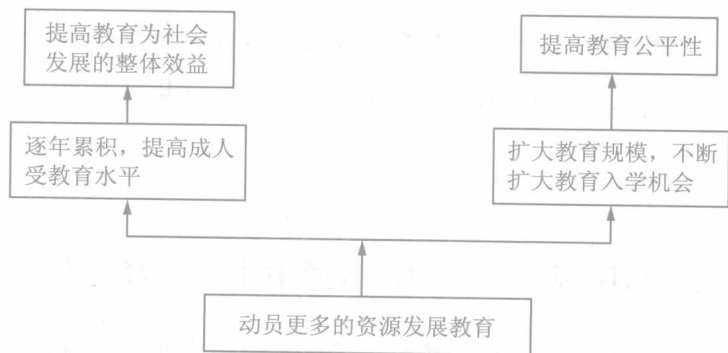 提高教育为社会
发展的整体效益
提高教育公平性
逐年累积，提高成人
受教育水平
扩大教育规模，不断
扩大教育入学机会
动员更多的资源发展教育